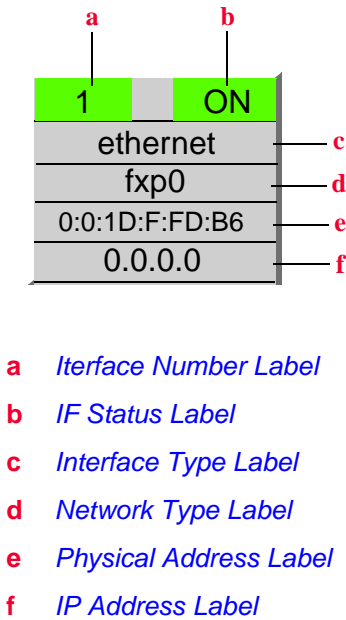 a b
1 ON
ethernet c
fxp0 d
0:0:1D:F:FD:B6 e
0.0.0.0 f
a Iterface Number Label
b IF Status Label
c Interface Type Label
d Network Type Label
e Physical Address Label
f IP Address Label